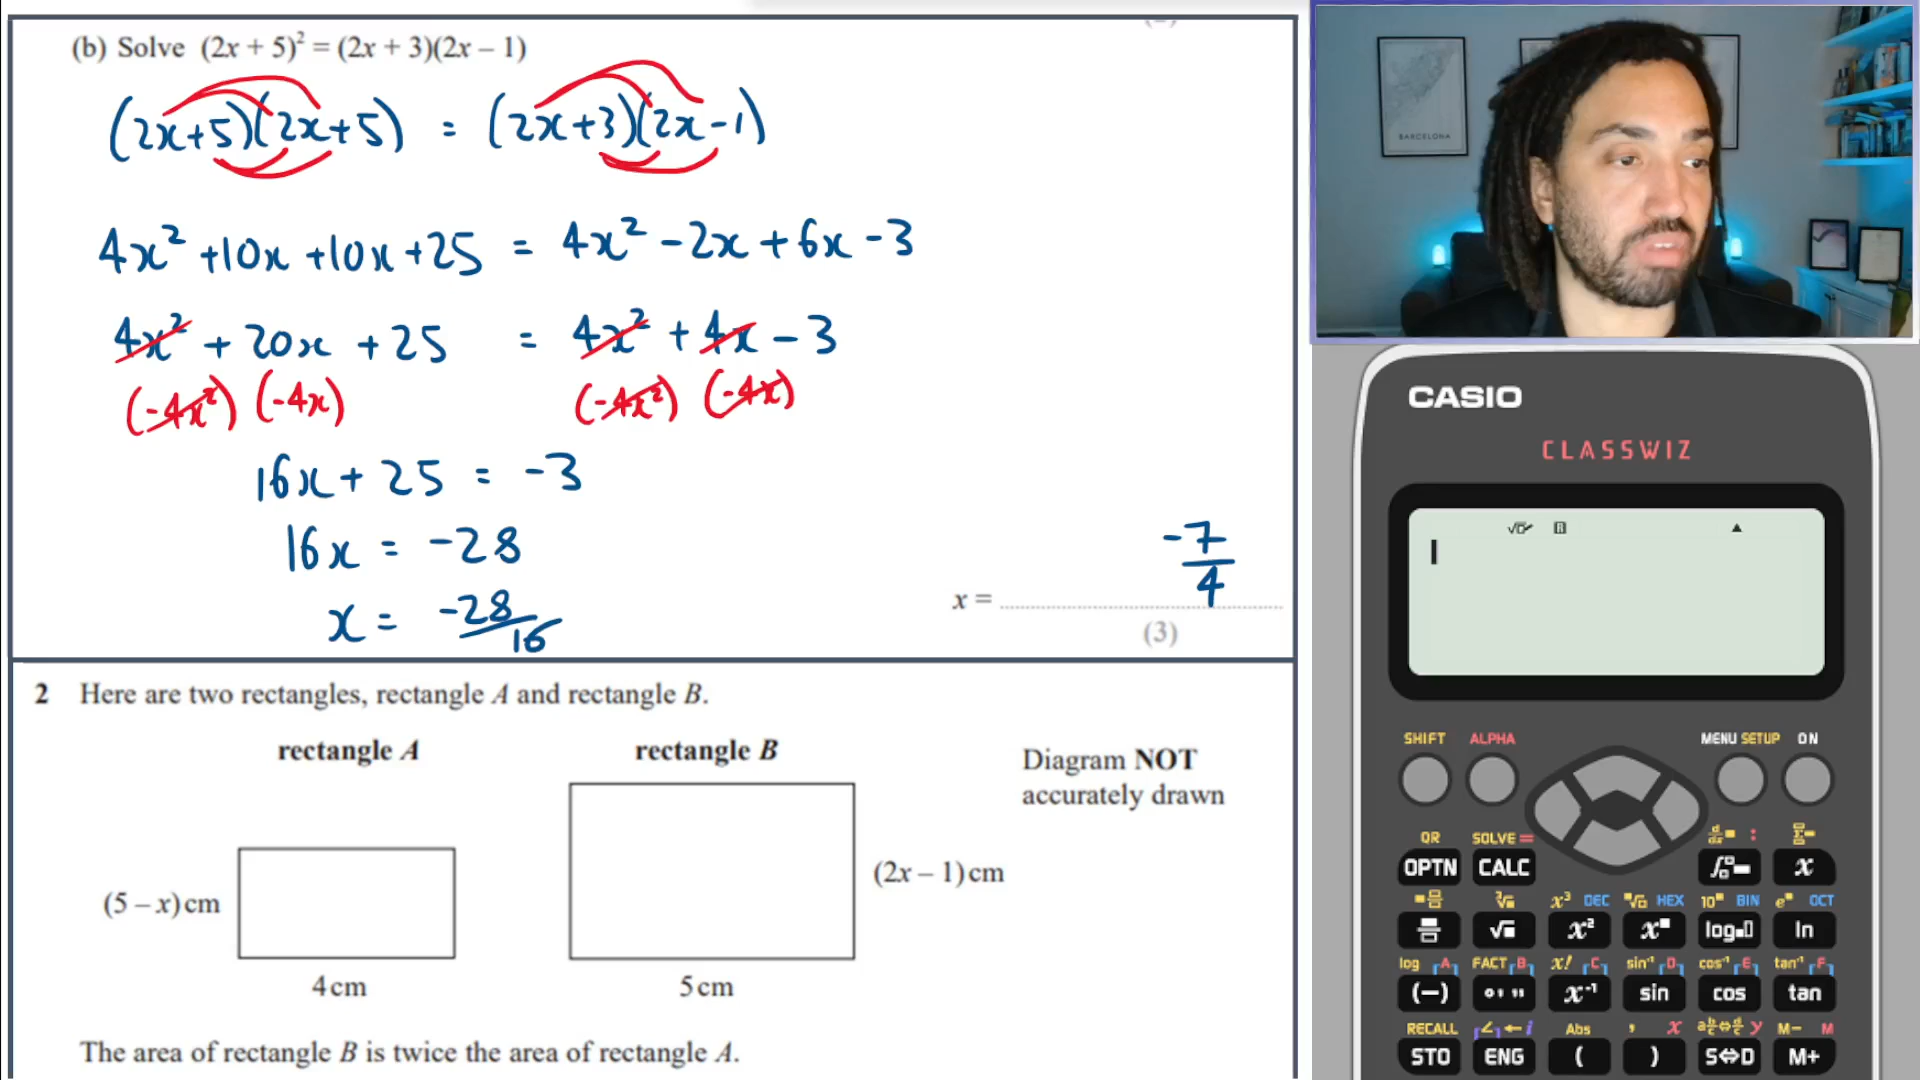 (b) Solve (2x + 5)² = (2x + 3)(2x – 1)
(2x+5)(2x+5) = (2x+3)(2x-1)
4x² +10x +10x +25 = 4x² -2x + 6x -3
4x² + 20x + 25 = 4x² + 4x - 3
(-4x²) (-4x) (-4x²) (-4x)
16x + 25 = -3
16x = -28
x = -28/16
-7/4
x =
(3)
2 Here are two rectangles, rectangle A and rectangle B.
rectangle A
rectangle B
Diagram NOT
accurately drawn
(5 – x) cm
4 cm
(2x – 1) cm
5 cm
The area of rectangle B is twice the area of rectangle A.
BARCELONA
CASIO
CLASSWIZ
SHIFT ALPHA MENU SETUP ON
QR SOLVE = :
OPTN CALC x
x³ DEC HEX 10■ BIN e■ OCT
√■ x² x■ log■□ ln
log A FACT B x! C sin⁻¹ D cos⁻¹ E tan⁻¹ F
(−) ° ' '' x⁻¹ sin cos tan
RECALL ∠ ← i Abs , x a b/c ⇔ d/c y M− M
STO ENG ( ) S⇔D M+